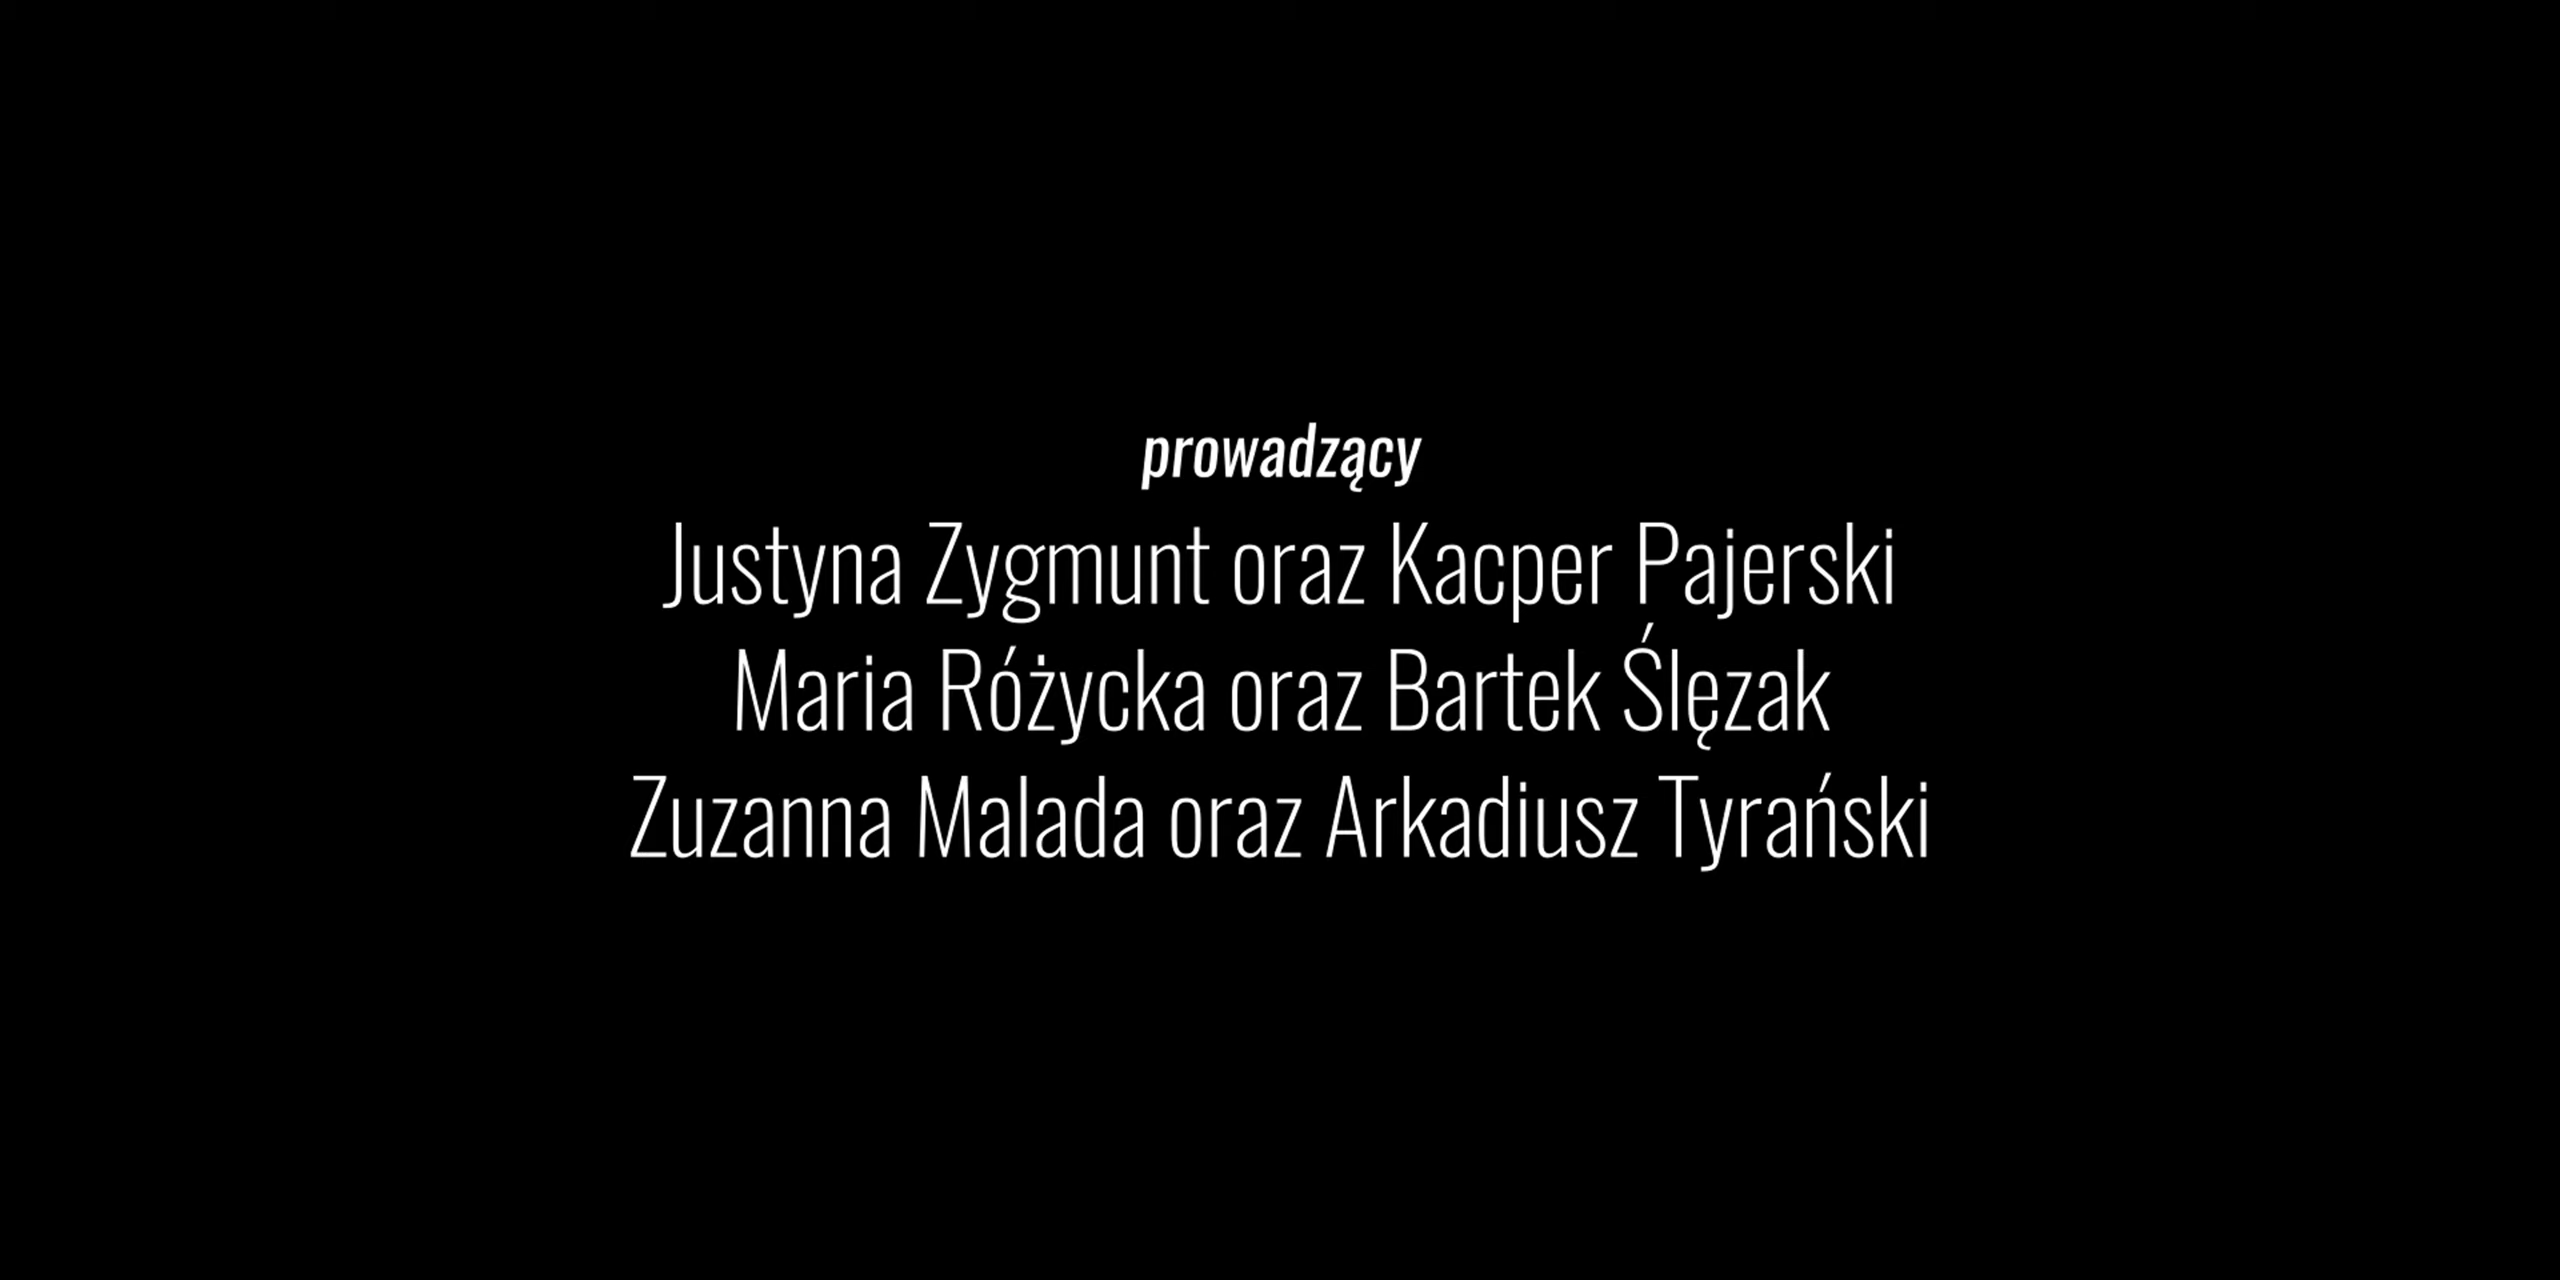 prowadzący
Justyna Zygmunt oraz Kacper Pajerski
Maria Różycka oraz Bartek Ślęzak
Zuzanna Malada oraz Arkadiusz Tyrański